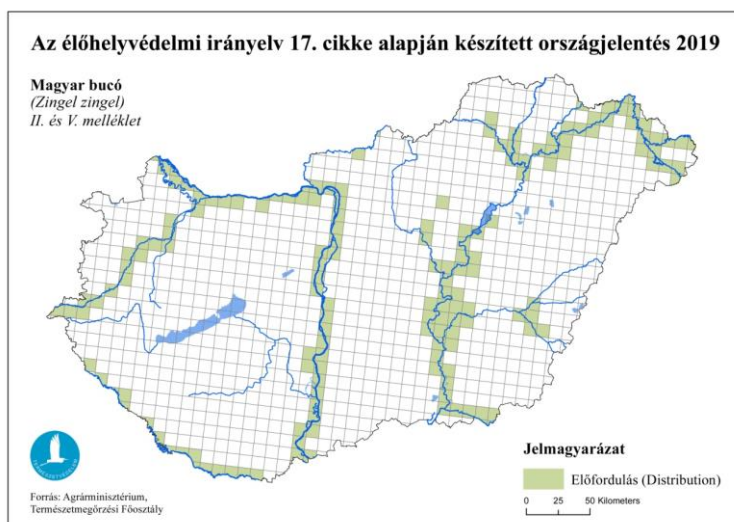 Az élőhelyvédelmi irányelv 17. cikke alapján készített országjelentés 2019
Magyar bucó
(Zingel zingel)
II. és V. melléklet
Jelmagyarázat
Előfordulás (Distribution)
0 25 50 Kilometers
TERMÉSZETVÉDELEM
Forrás: Agrárminisztérium,
Természetmegőrzési Főosztály